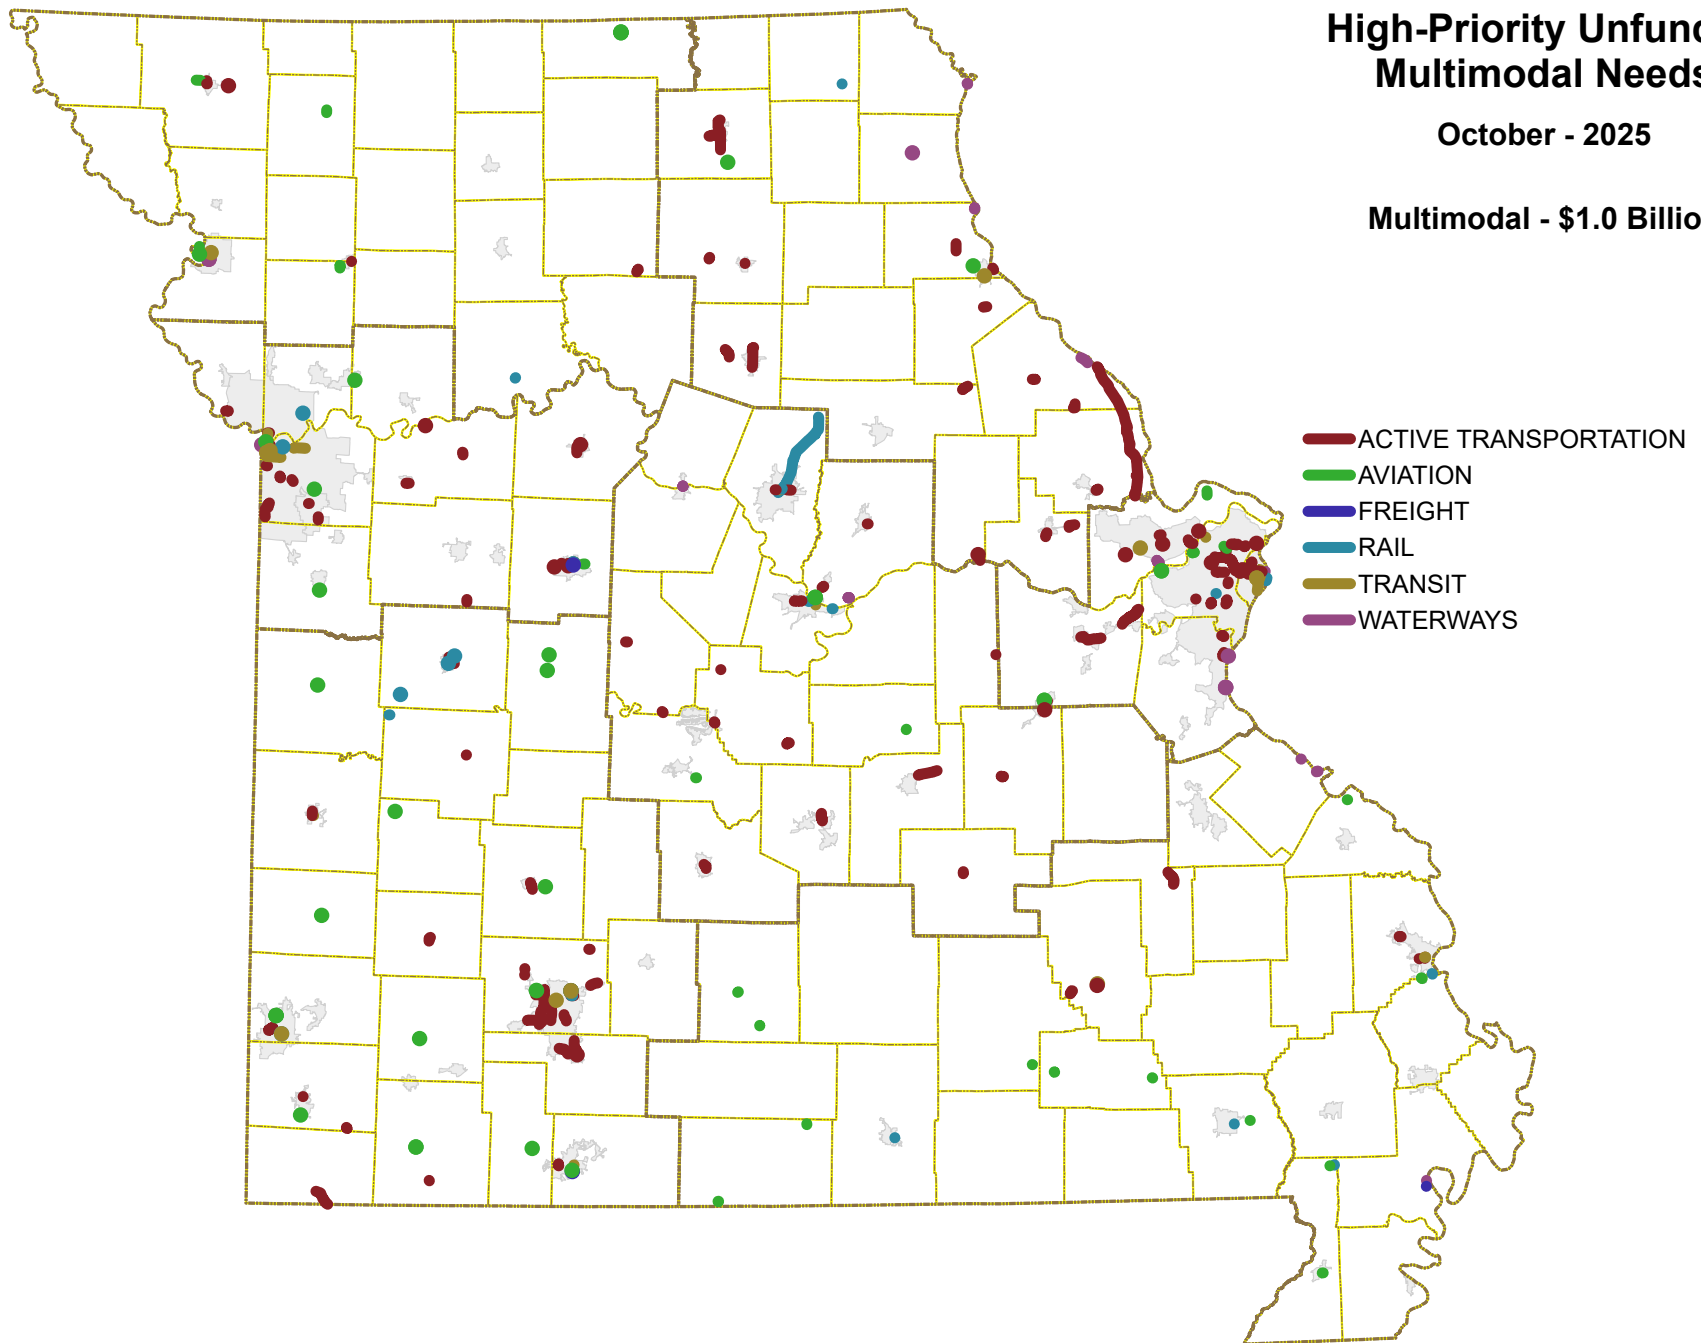 High-Priority Unfund
Multimodal Needs
October - 2025
Multimodal - $1.0 Billio
ACTIVE TRANSPORTATION
AVIATION
FREIGHT
RAIL
TRANSIT
WATERWAYS